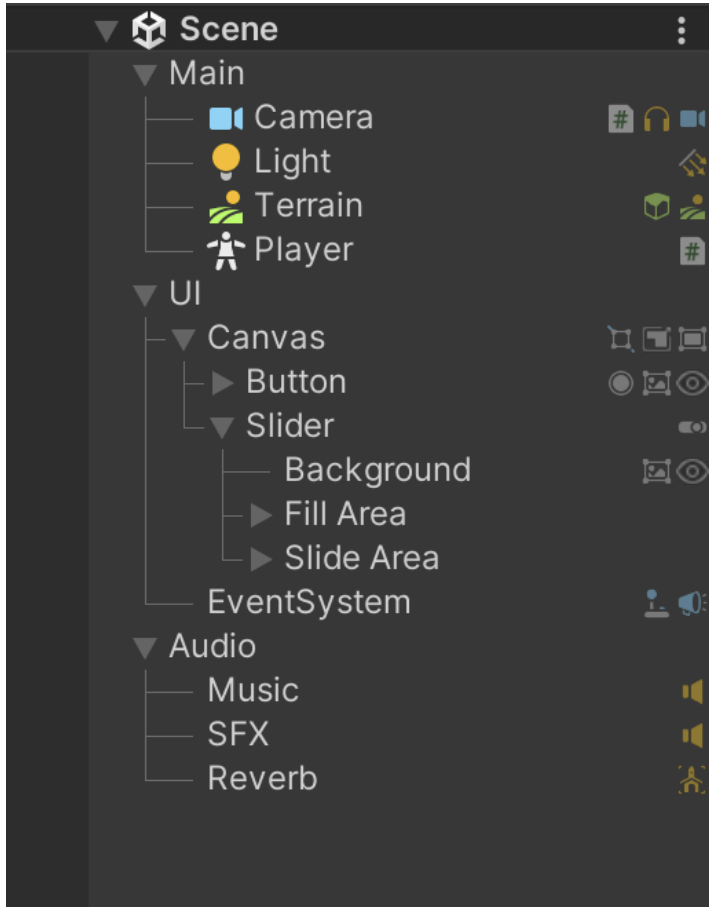 Scene
Main
Camera
Light
Terrain
Player
UI
Canvas
Button
Slider
Background
Fill Area
Slide Area
EventSystem
Audio
Music
SFX
Reverb